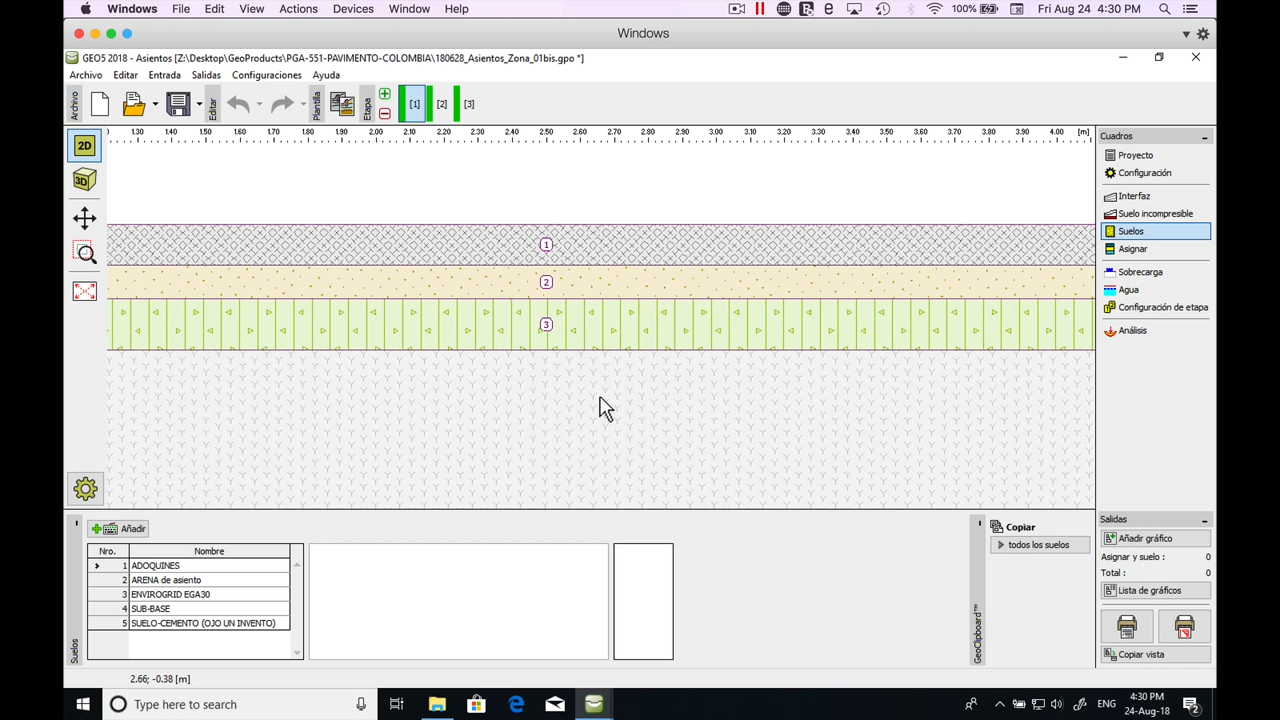 Windows File Edit View Actions Devices Window Help 100% Fri Aug 24 4:30 PM
Windows
GEO5 2018 - Asientos [Z:\Desktop\GeoProducts\PGA-551-PAVIMENTO-COLOMBIA\180628_Asientos_Zona_01bis.gpo *]
Archivo Editar Entrada Salidas Configuraciones Ayuda
Archivo Editar Plantilla Etapa [1] [2] [3]
2D 1.30 1.40 1.50 1.60 1.70 1.80 1.90 2.00 2.10 2.20 2.30 2.40 2.50 2.60 2.70 2.80 2.90 3.00 3.10 3.20 3.30 3.40 3.50 3.60 3.70 3.80 3.90 4.00 [m]
3D
1
2
3
Cuadros
Proyecto
Configuración
Interfaz
Suelo incompresible
Suelos
Asignar
Sobrecarga
Agua
Configuración de etapa
Análisis
Salidas
Añadir gráfico
Asignar y suelo : 0
Total : 0
Lista de gráficos
Copiar vista
Añadir
Nro. Nombre
1 ADOQUINES
2 ARENA de asiento
3 ENVIROGRID EGA30
4 SUB-BASE
5 SUELO-CEMENTO (OJO UN INVENTO)
Suelos
Copiar
todos los suelos
GeoClipboard™
2.66; -0.38 [m]
Type here to search
ENG
4:30 PM
24-Aug-18
2